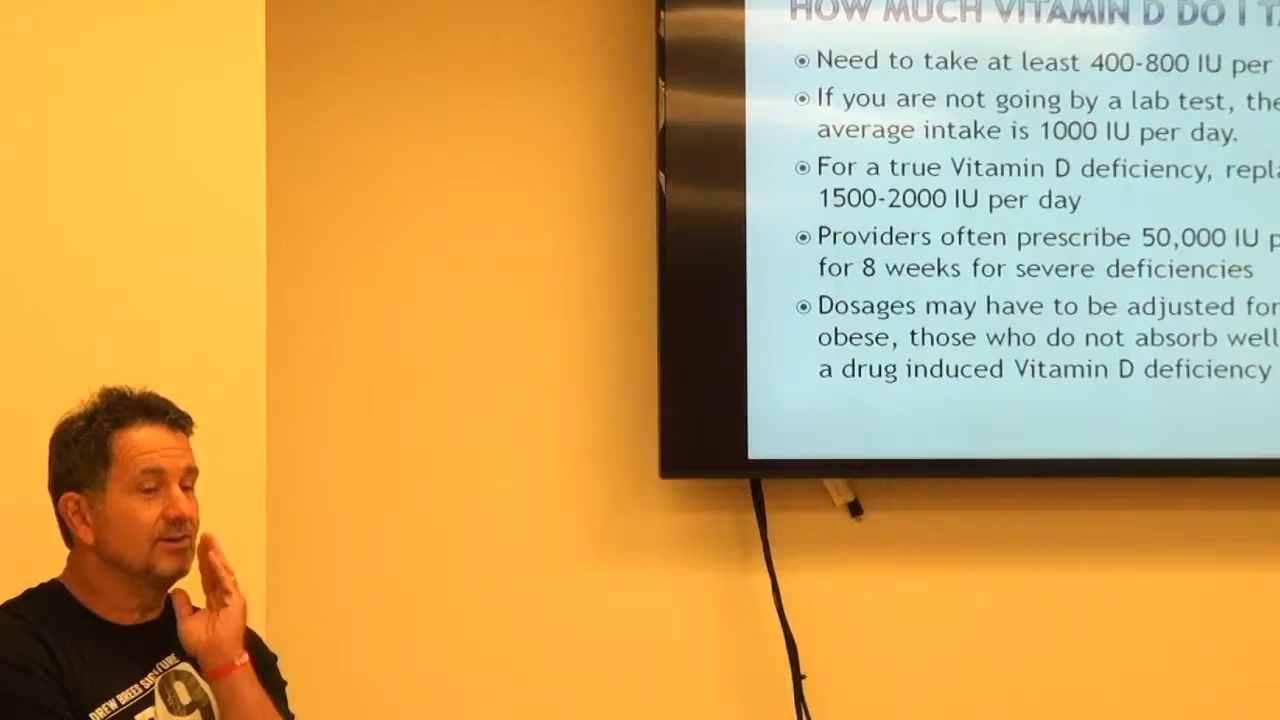 HOW MUCH VITAMIN D DO I
Need to take at least 400-800 IU per
If you are not going by a lab test, the
average intake is 1000 IU per day.
For a true Vitamin D deficiency,
1500-2000 IU per day
Providers often prescribe 50,000 IU
for 8 weeks for severe deficiencies
Dosages may have to be adjusted for
obese, those who do not absorb well
a drug induced Vitamin D deficiency
DREW BREES
9